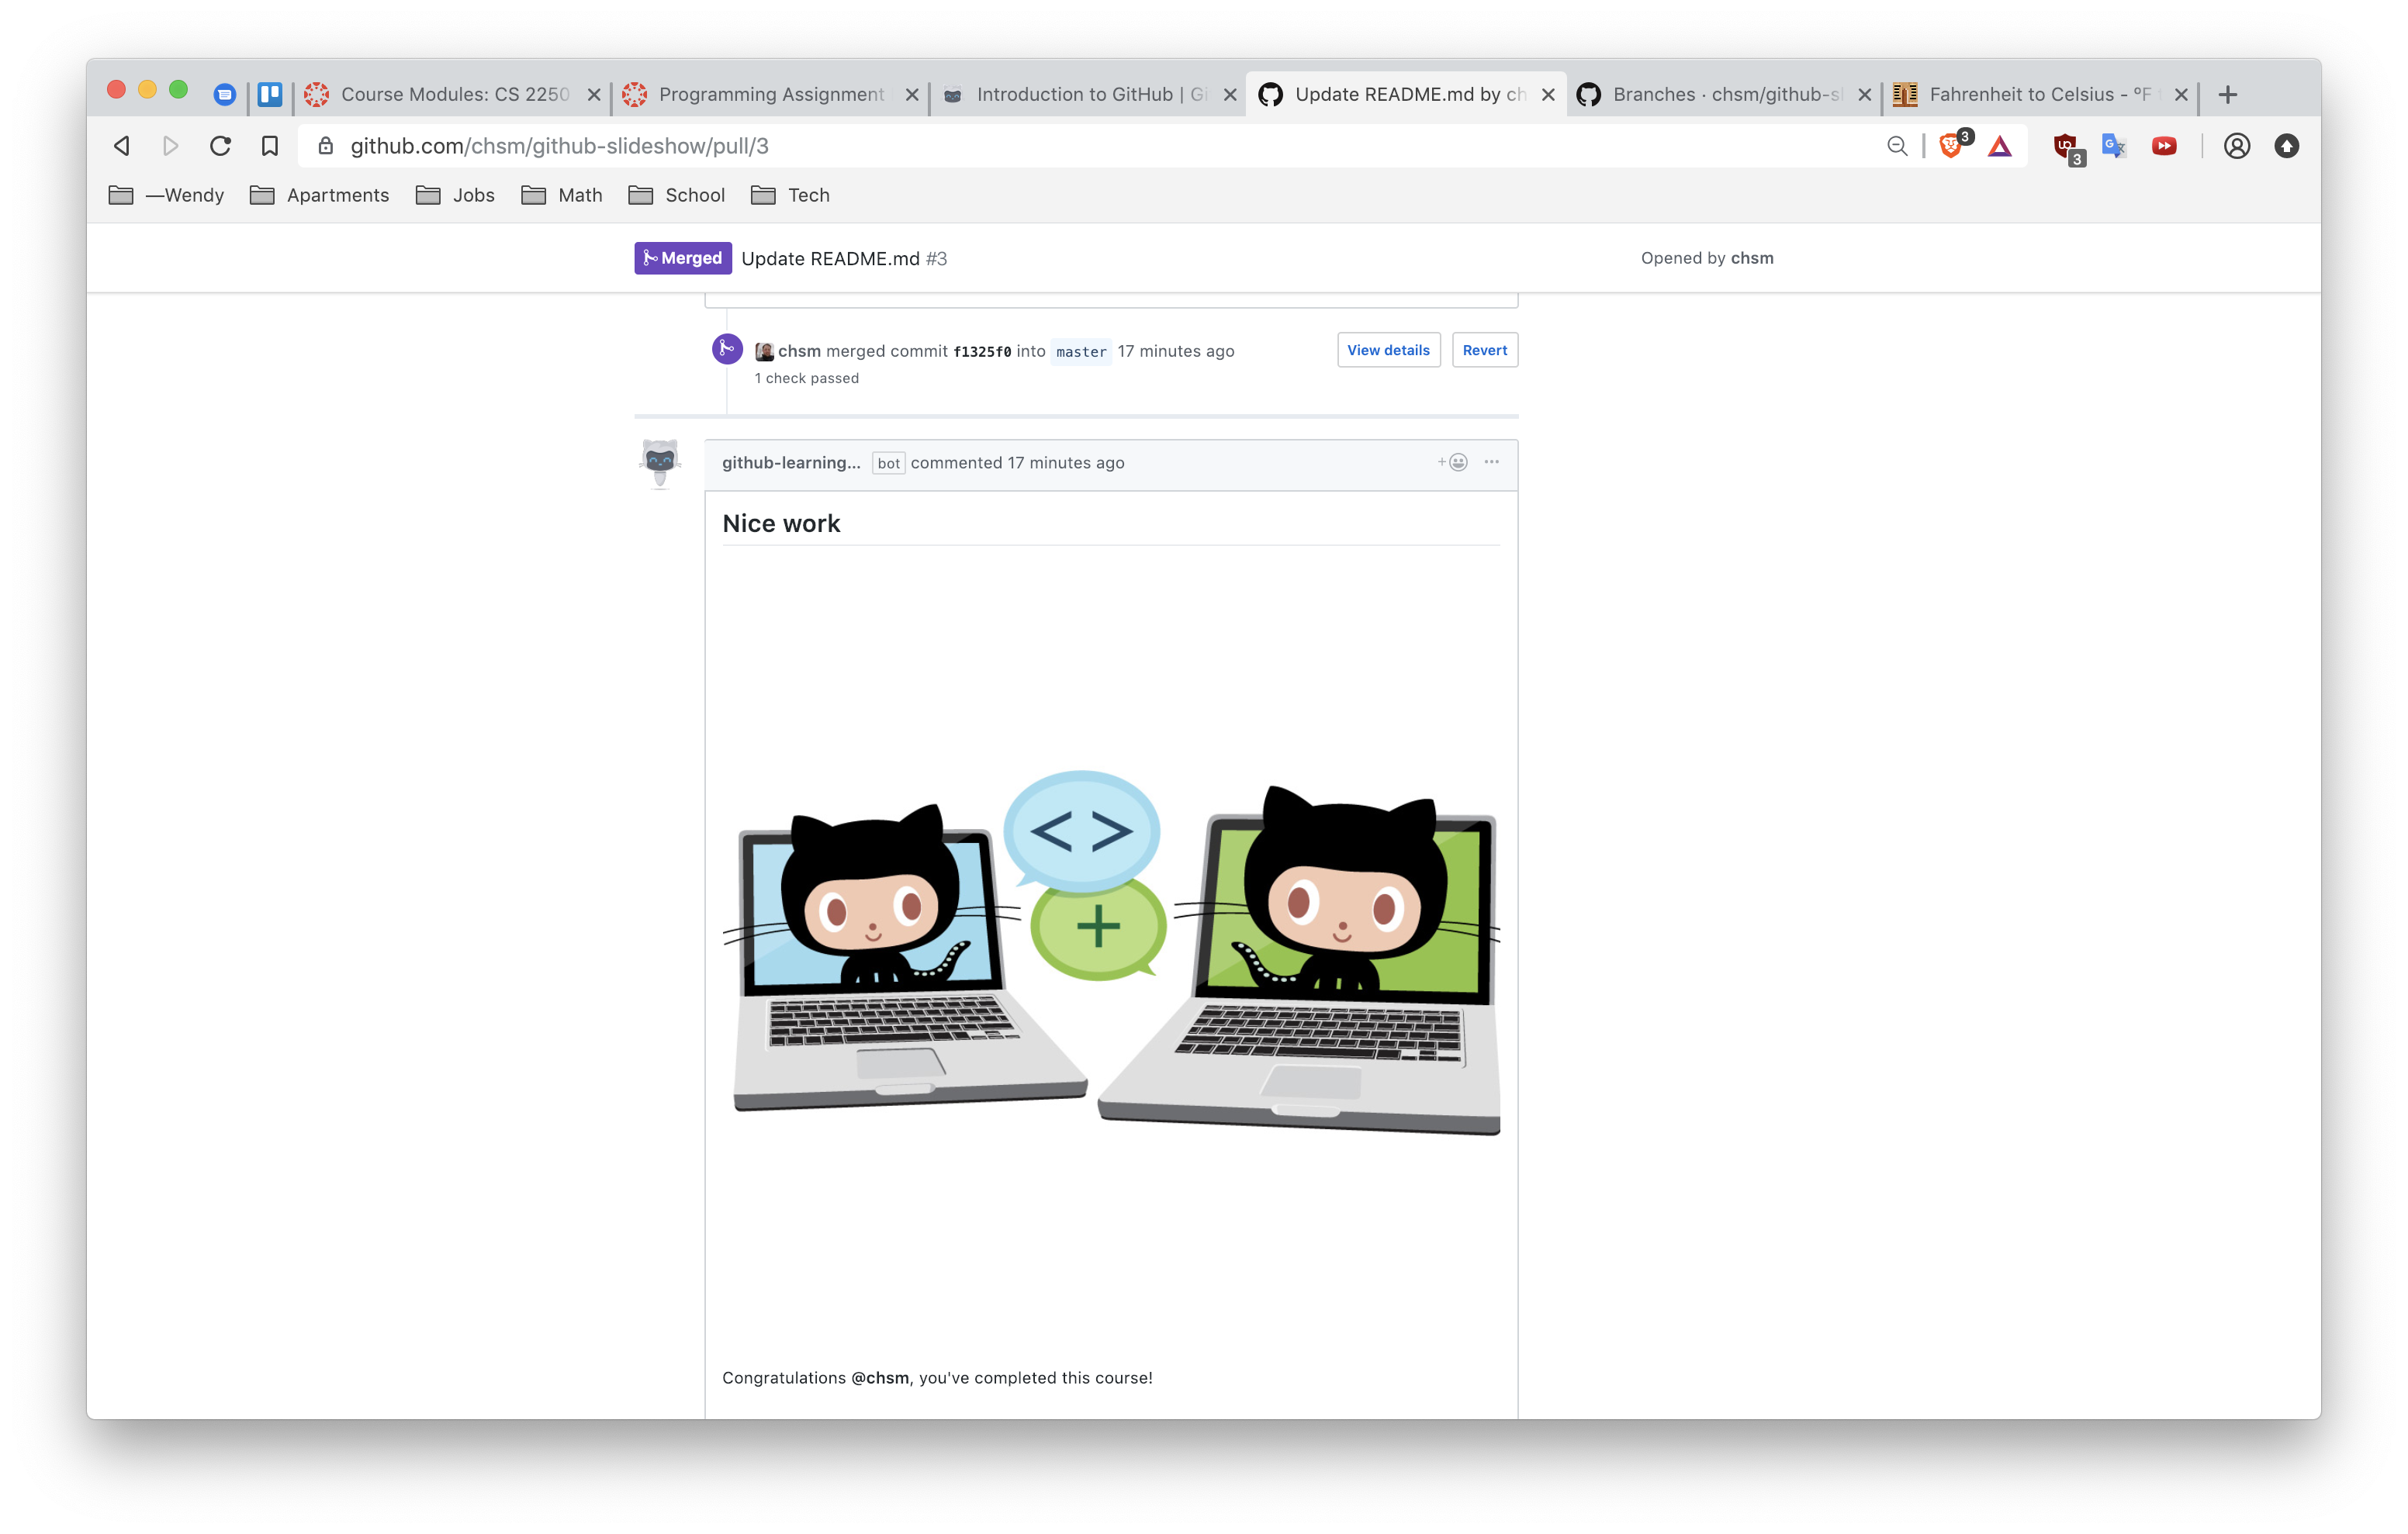 Course Modules: CS 2250
Programming Assignment
Introduction to GitHub | Gi
Update README.md by ch
Branches · chsm/github-sl
Fahrenheit to Celsius - °F
github.com/chsm/github-slideshow/pull/3
3
3
—Wendy
Apartments
Jobs
Math
School
Tech
Merged
Update README.md #3
Opened by chsm
chsm merged commit f1325f0 into master 17 minutes ago
View details
Revert
1 check passed
github-learning... bot commented 17 minutes ago
Nice work
< >
+
Congratulations @chsm, you've completed this course!